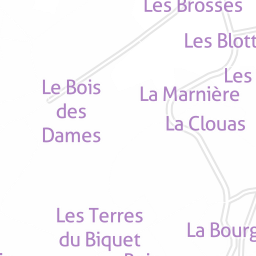 Les Brosses
Les Blott
Les
Le Bois
des
Dames
La Marnière
La Clouas
Les Terres
du Biquet
La Bourg